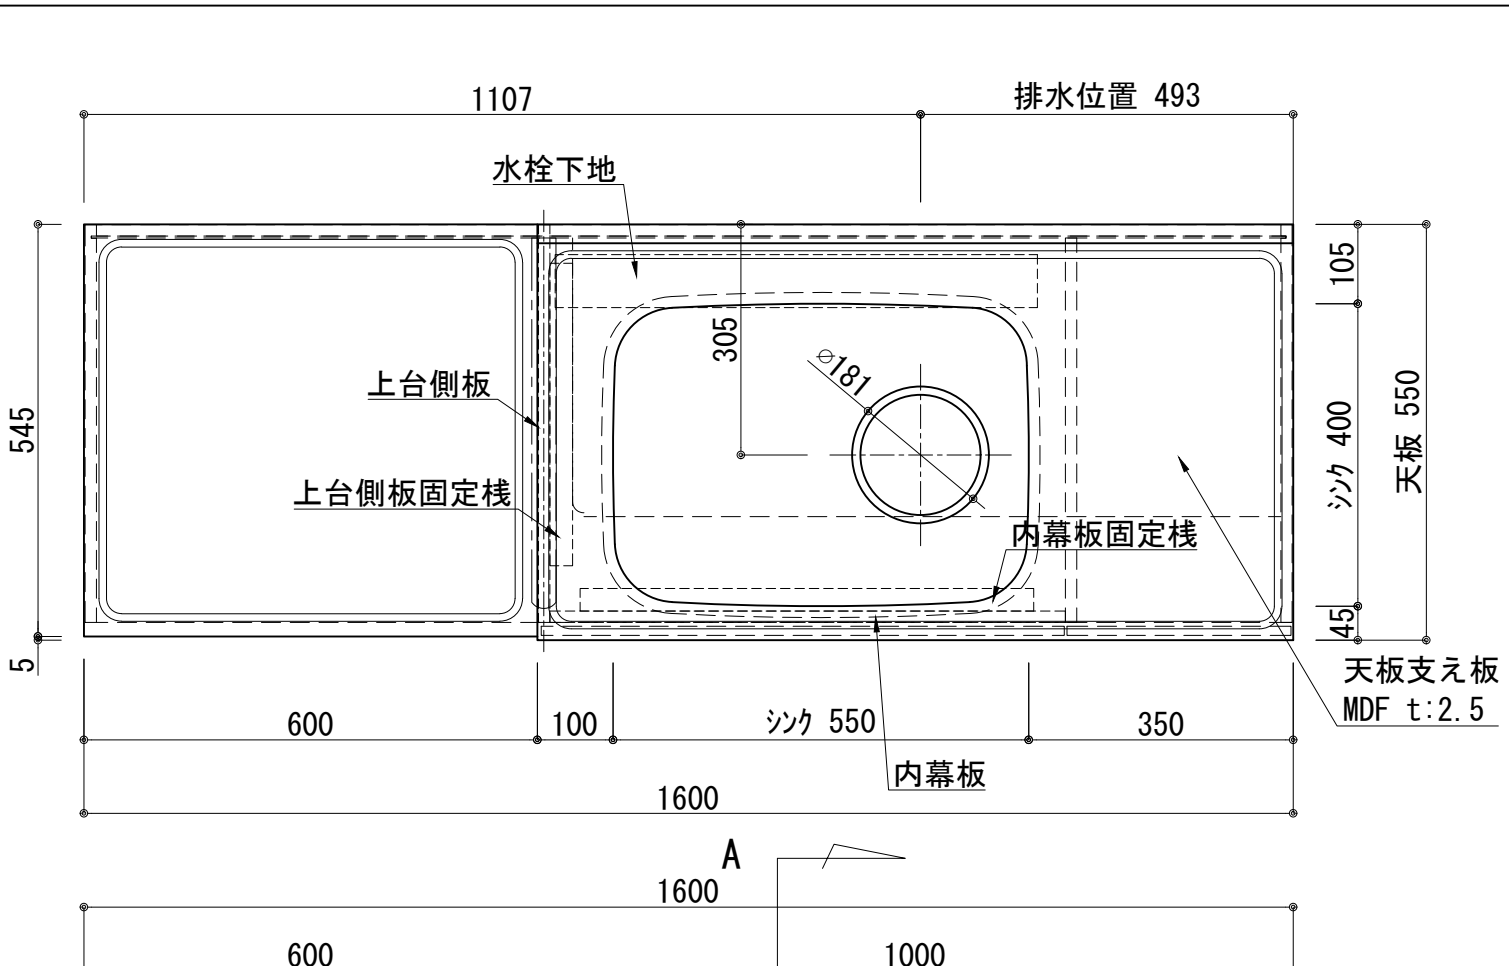 1107
排水位置 493
水栓下地
105
305
φ181
上台側板
545
シンク 400
天板 550
上台側板固定桟
内幕板固定桟
45
5
天板支え板
MDF t:2.5
600
100
シンク 550
350
内幕板
1600
A
1600
600
1000